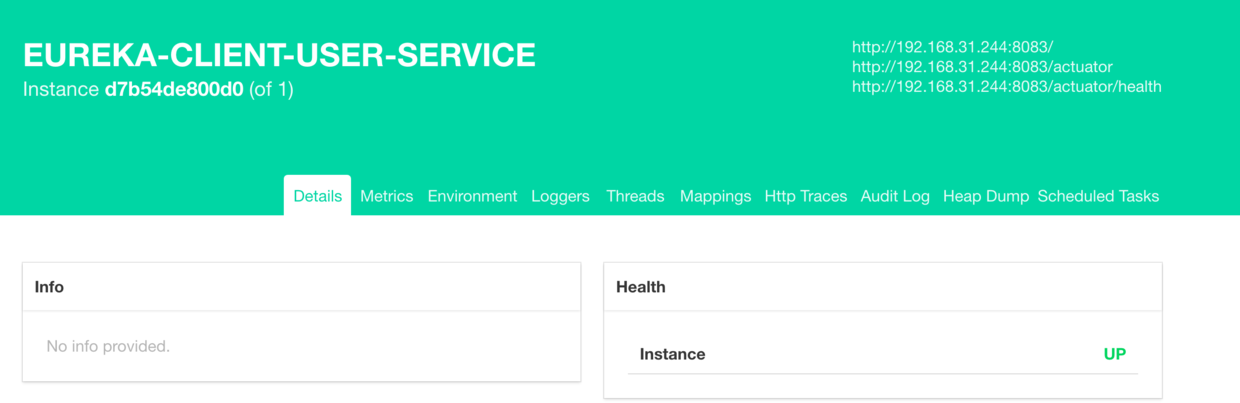 EUREKA-CLIENT-USER-SERVICE
Instance d7b54de800d0 (of 1)
http://192.168.31.244:8083/
http://192.168.31.244:8083/actuator
http://192.168.31.244:8083/actuator/health
Details Metrics Environment Loggers Threads Mappings Http Traces Audit Log Heap Dump Scheduled Tasks
Info
No info provided.
Health
Instance UP